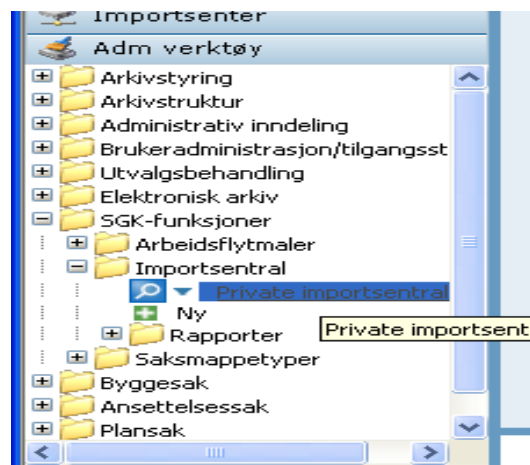 Importsenter
Adm verktøy
Arkivstyring
Arkivstruktur
Administrativ inndeling
Brukeradministrasjon/tilgangsst
Utvalgsbehandling
Elektronisk arkiv
SGK-funksjoner
Arbeidsflytmaler
Importsentral
Private importsentral
Ny
Rapporter
Private importsent
Saksmappetyper
Byggesak
Ansettelsessak
Plansak